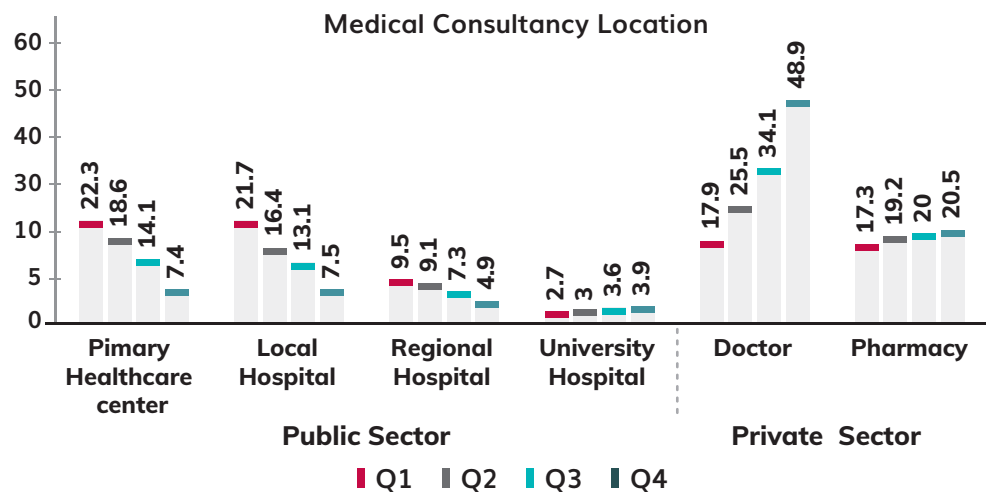 Medical Consultancy Location
60
50
40
30
10
5
0
22.3
18.6
14.1
7.4
21.7
16.4
13.1
7.5
9.5
9.1
7.3
4.9
2.7
3
3.6
3.9
17.9
25.5
34.1
48.9
17.3
19.2
20
20.5
Pimary
Healthcare
center
Local
Hospital
Regional
Hospital
University
Hospital
Doctor
Pharmacy
Public Sector
Private Sector
Q1 Q2 Q3 Q4